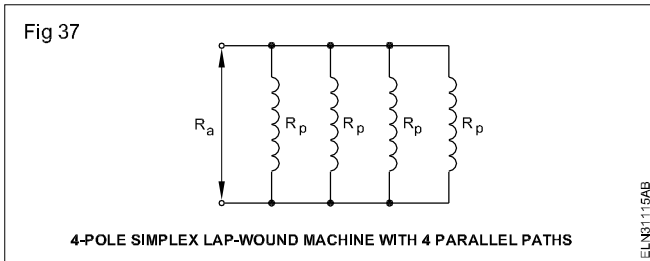 Fig 37
Rₐ
Rₚ Rₚ Rₚ Rₚ
4-POLE SIMPLEX LAP-WOUND MACHINE WITH 4 PARALLEL PATHS
ELN31115AB